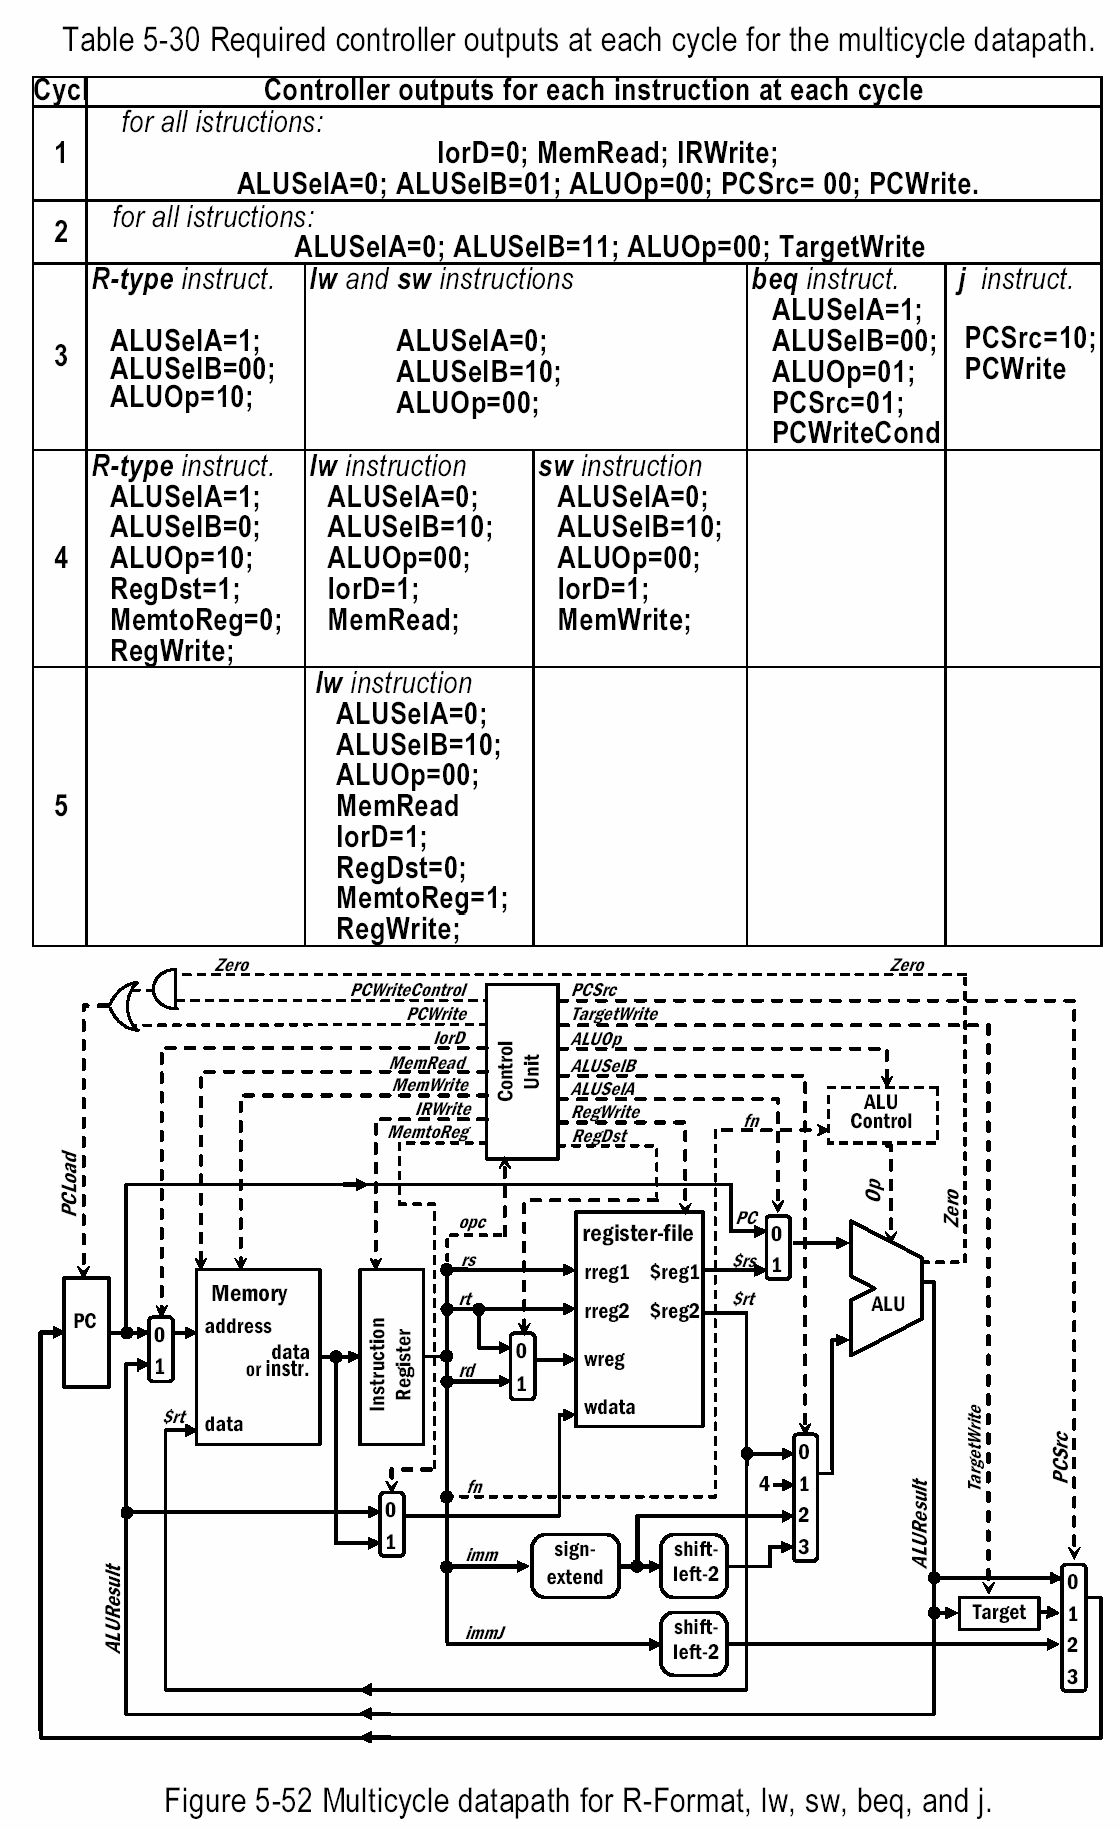 Table 5-30 Required controller outputs at each cycle for the multicycle datapath.
Cycl
Controller outputs for each instruction at each cycle
1
for all istructions:
IorD=0; MemRead; IRWrite;
ALUSelA=0; ALUSelB=01; ALUOp=00; PCSrc= 00; PCWrite.
2
for all istructions:
ALUSelA=0; ALUSelB=11; ALUOp=00; TargetWrite
3
R-type instruct.
ALUSelA=1;
ALUSelB=00;
ALUOp=10;
lw and sw instructions
ALUSelA=0;
ALUSelB=10;
ALUOp=00;
beq instruct.
ALUSelA=1;
ALUSelB=00;
ALUOp=01;
PCSrc=01;
PCWriteCond
j instruct.
PCSrc=10;
PCWrite
4
R-type instruct.
ALUSelA=1;
ALUSelB=0;
ALUOp=10;
RegDst=1;
MemtoReg=0;
RegWrite;
lw instruction
ALUSelA=0;
ALUSelB=10;
ALUOp=00;
IorD=1;
MemRead;
sw instruction
ALUSelA=0;
ALUSelB=10;
ALUOp=00;
IorD=1;
MemWrite;
5
lw instruction
ALUSelA=0;
ALUSelB=10;
ALUOp=00;
MemRead
IorD=1;
RegDst=0;
MemtoReg=1;
RegWrite;
Zero
Zero
PCWriteControl
PCWrite
IorD
MemRead
MemWrite
IRWrite
MemtoReg
Control
Unit
PCSrc
TargetWrite
ALUOp
ALUSelB
ALUSelA
RegWrite
RegDst
fn
ALU
Control
PCLoad
Op
Zero
opc
PC
0
1
PC
0
1
Memory
address
data
or instr.
data
$rt
Instruction
Register
rs
rt
rd
0
1
register-file
rreg1
$reg1
rreg2
$reg2
wreg
wdata
$rs
$rt
ALU
0
1
fn
4
0
1
2
3
imm
sign-
extend
shift-
left-2
immJ
shift-
left-2
ALUResult
ALUResult
TargetWrite
PCSrc
Target
0
1
2
3
Figure 5-52 Multicycle datapath for R-Format, lw, sw, beq, and j.